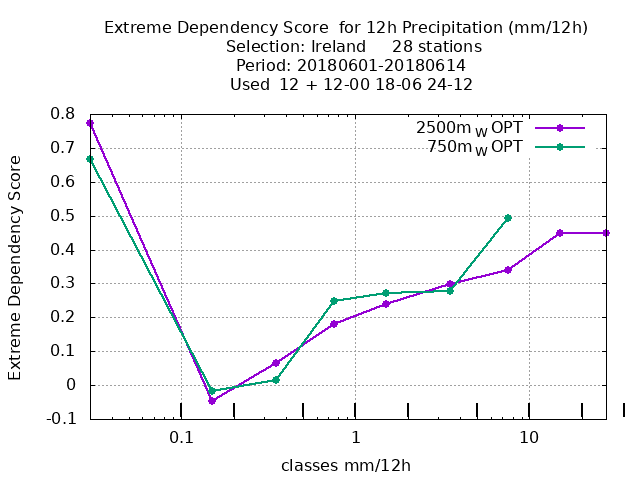 Extreme Dependency Score  for 12h Precipitation (mm/12h)
Selection: Ireland     28 stations
Period: 20180601-20180614
Used  12 + 12-00 18-06 24-12
2500m W OPT
750m W OPT
Extreme Dependency Score
0.8
0.7
0.6
0.5
0.4
0.3
0.2
0.1
0
-0.1
0.1 1 10
classes mm/12h